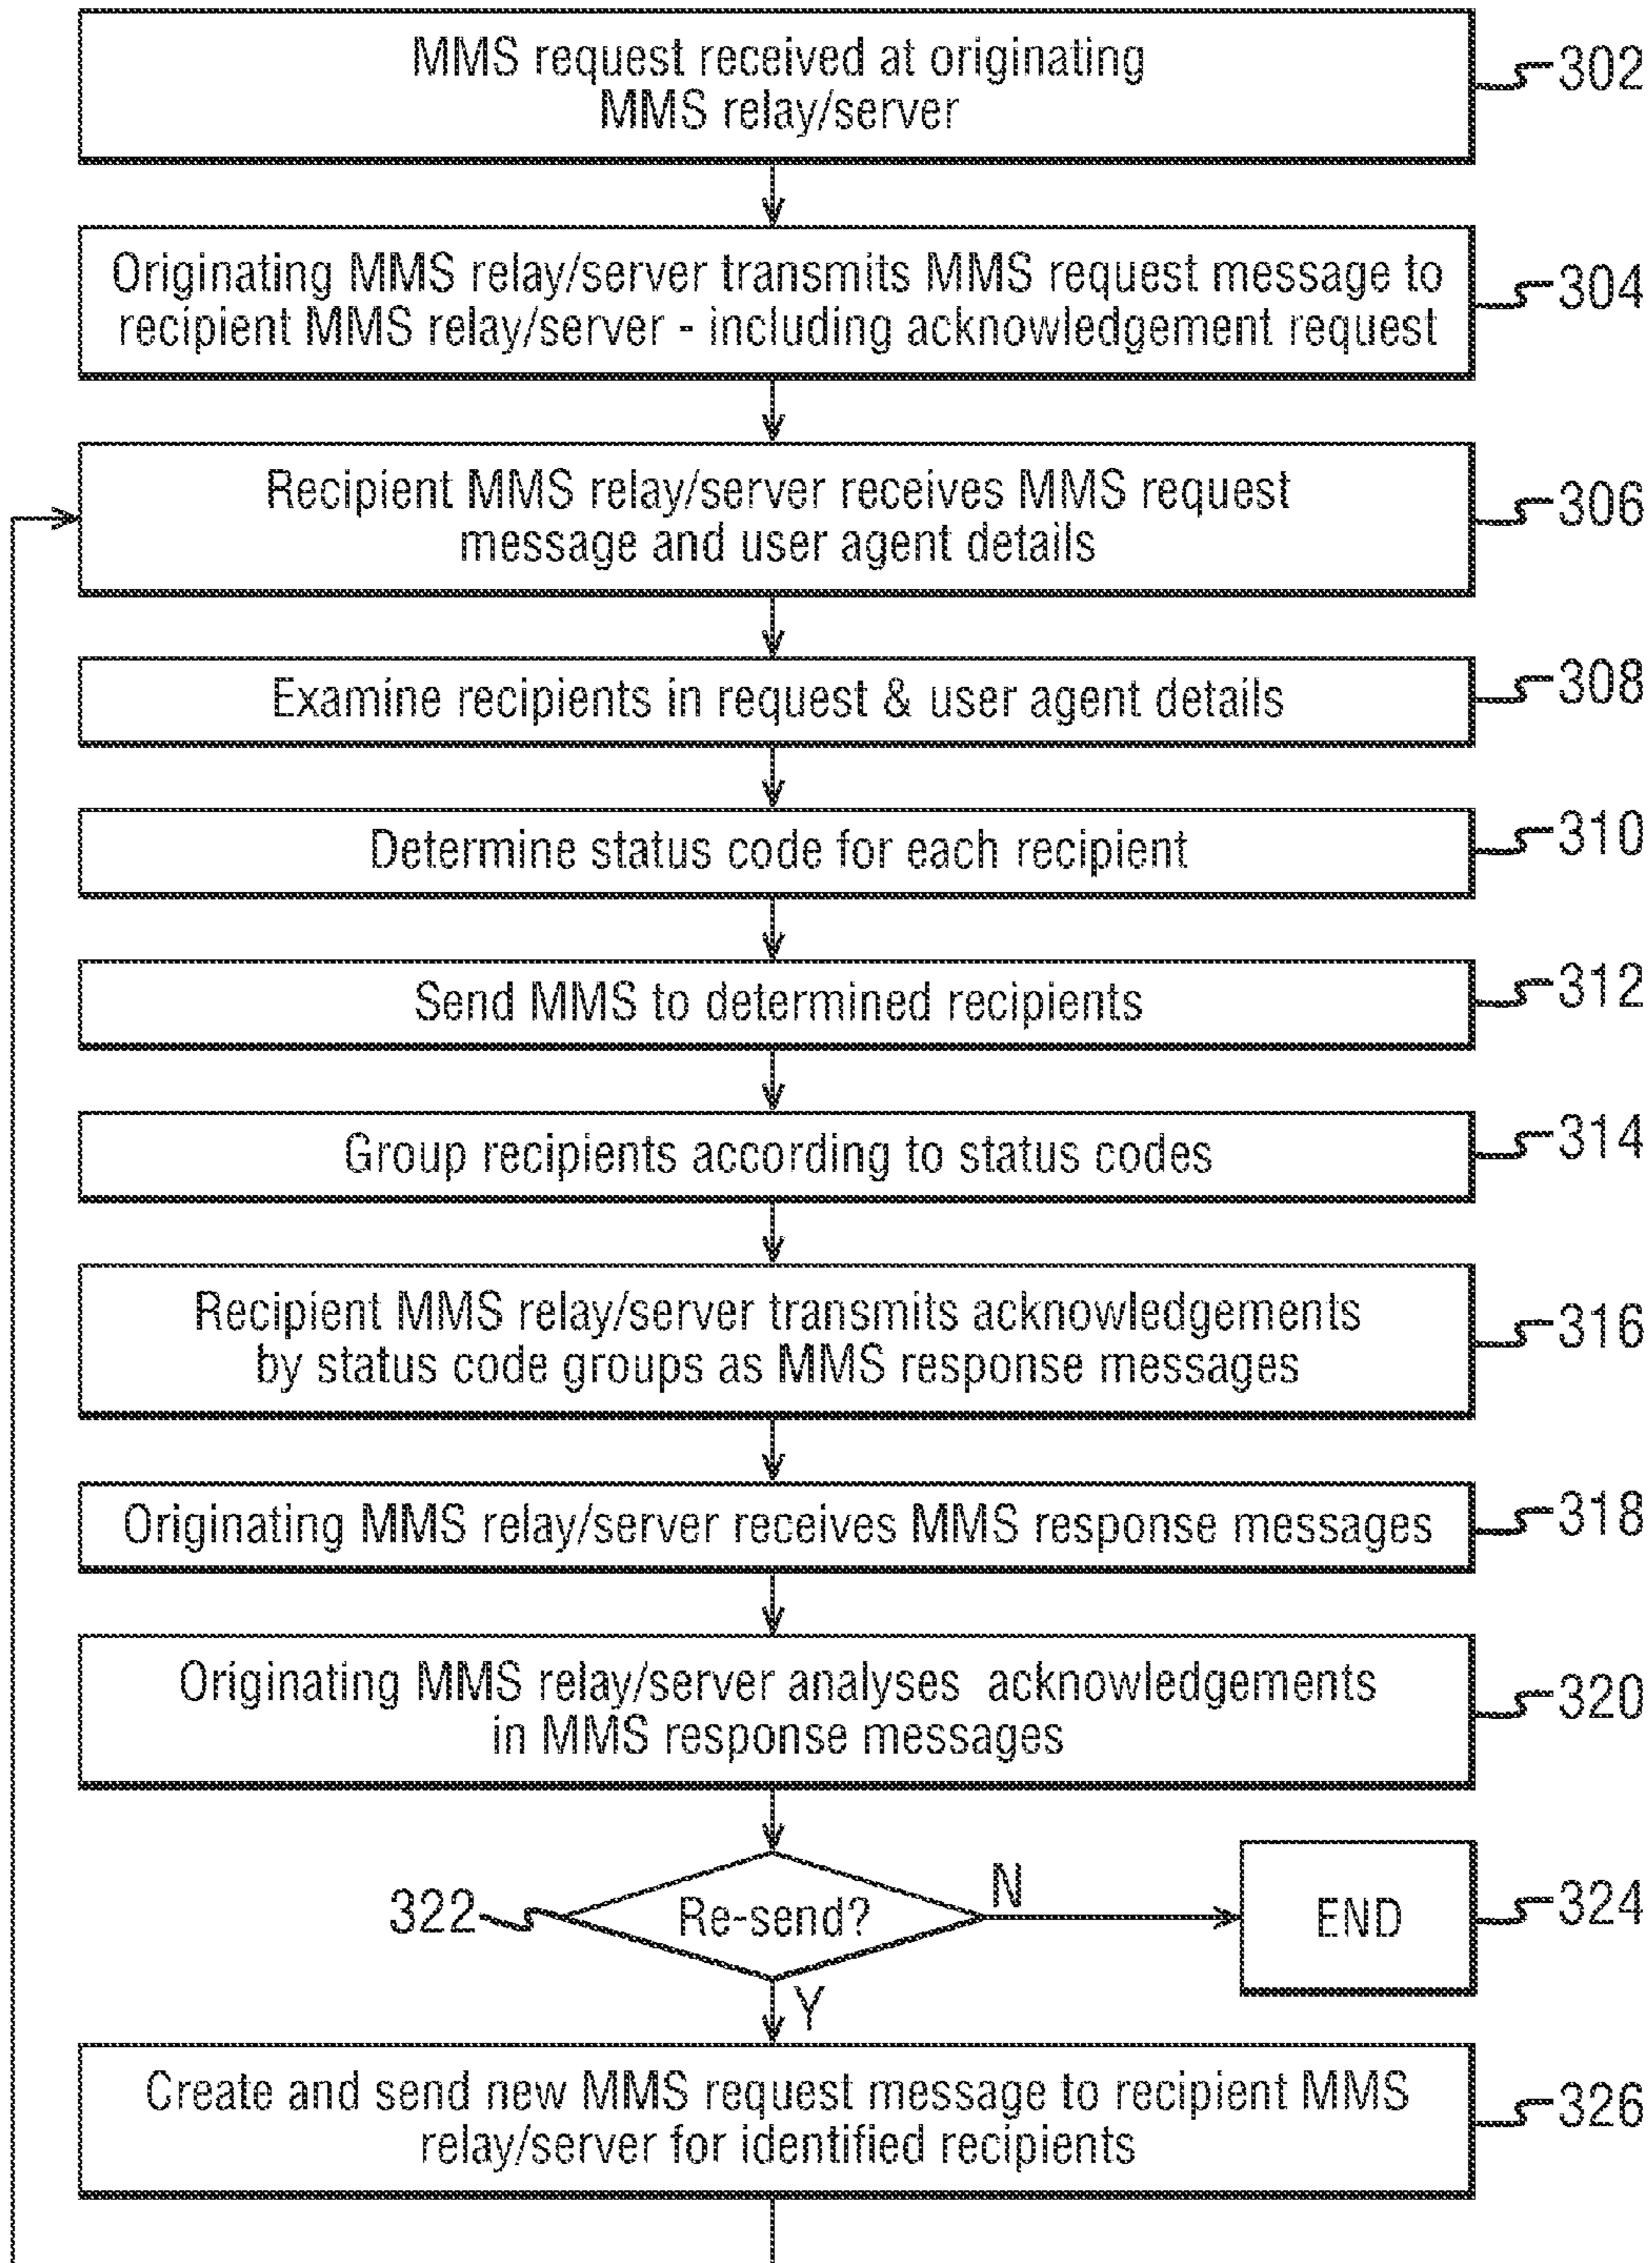 MMS request received at originating
MMS relay/server
302
Originating MMS relay/server transmits MMS request message to
recipient MMS relay/server - including acknowledgement request
304
Recipient MMS relay/server receives MMS request
message and user agent details
306
Examine recipients in request & user agent details
308
Determine status code for each recipient
310
Send MMS to determined recipients
312
Group recipients according to status codes
314
Recipient MMS relay/server transmits acknowledgements
by status code groups as MMS response messages
316
Originating MMS relay/server receives MMS response messages
318
Originating MMS relay/server analyses acknowledgements
in MMS response messages
320
322
Re-send?
N
END
324
Y
Create and send new MMS request message to recipient MMS
relay/server for identified recipients
326